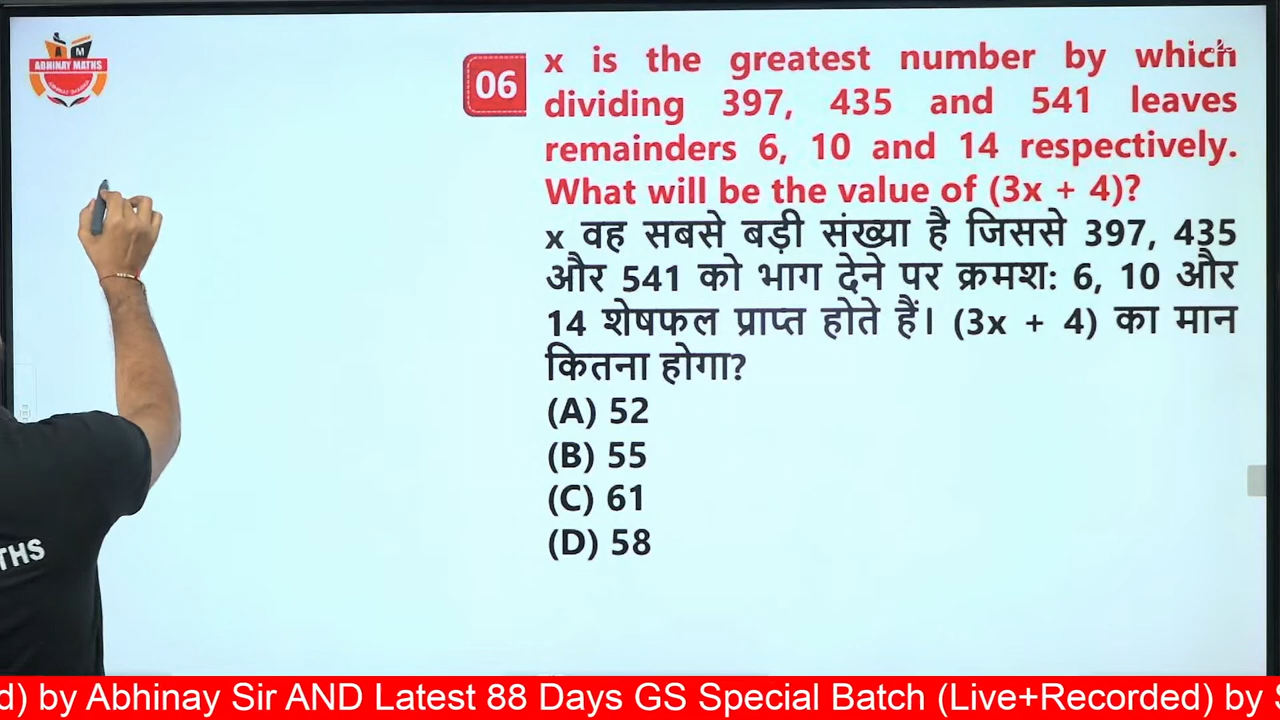 M
ABHINAY MATHS
06
x is the greatest number by which
dividing 397, 435 and 541 leaves
remainders 6, 10 and 14 respectively.
What will be the value of (3x + 4)?
x वह सबसे बड़ी संख्या है जिससे 397, 435
और 541 को भाग देने पर क्रमश: 6, 10 और
14 शेषफल प्राप्त होते हैं। (3x + 4) का मान
कितना होगा?
(A) 52
(B) 55
(C) 61
(D) 58
THS
d) by Abhinay Sir AND Latest 88 Days GS Special Batch (Live+Recorded) by S